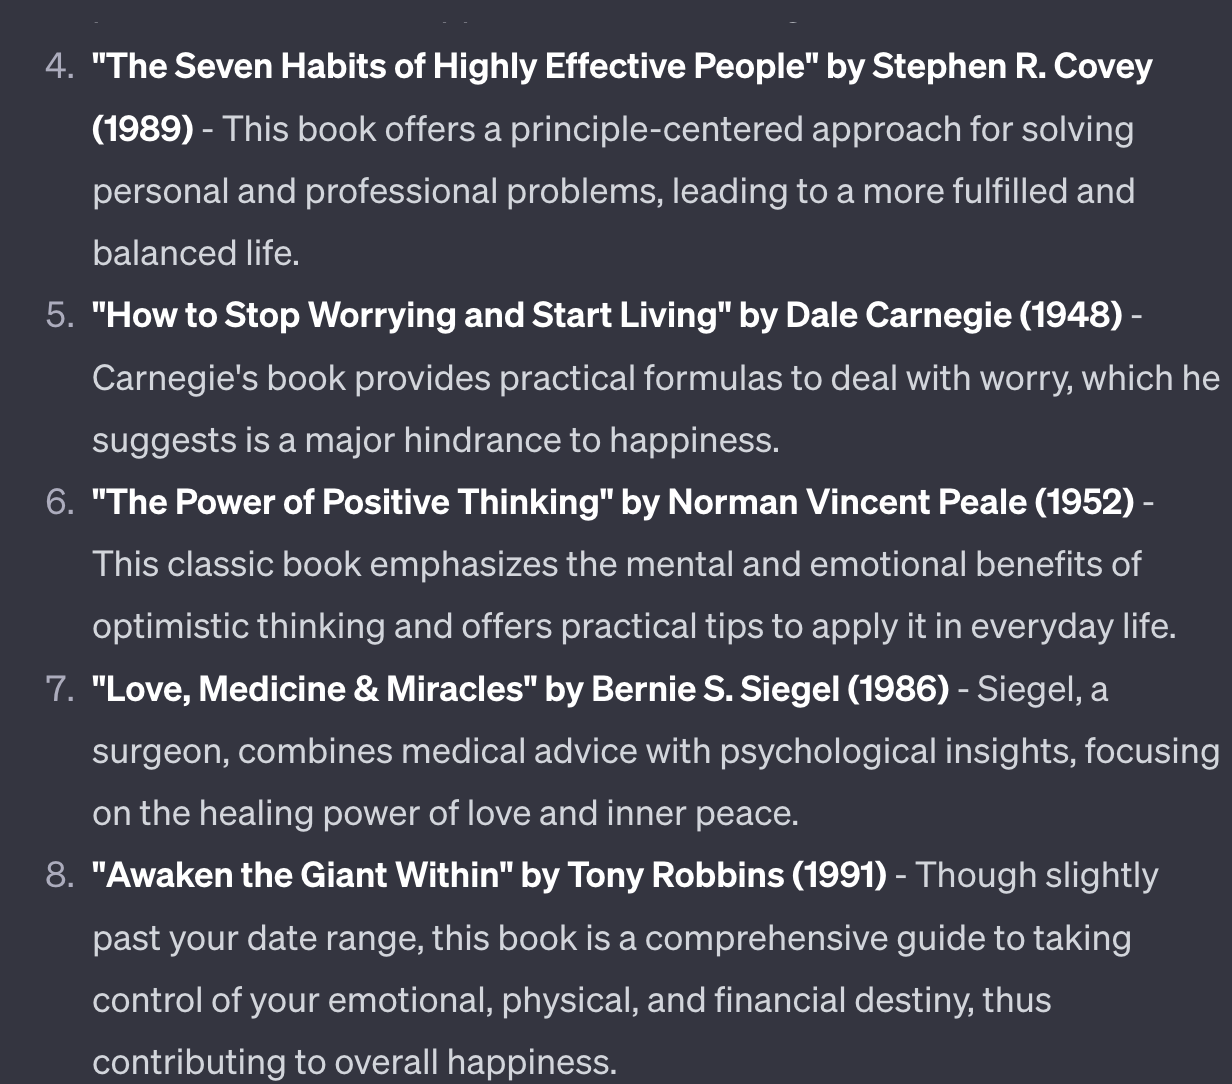 4. "The Seven Habits of Highly Effective People" by Stephen R. Covey
(1989) - This book offers a principle-centered approach for solving
personal and professional problems, leading to a more fulfilled and
balanced life.
5. "How to Stop Worrying and Start Living" by Dale Carnegie (1948) -
Carnegie's book provides practical formulas to deal with worry, which he
suggests is a major hindrance to happiness.
6. "The Power of Positive Thinking" by Norman Vincent Peale (1952) -
This classic book emphasizes the mental and emotional benefits of
optimistic thinking and offers practical tips to apply it in everyday life.
7. "Love, Medicine & Miracles" by Bernie S. Siegel (1986) - Siegel, a
surgeon, combines medical advice with psychological insights, focusing
on the healing power of love and inner peace.
8. "Awaken the Giant Within" by Tony Robbins (1991) - Though slightly
past your date range, this book is a comprehensive guide to taking
control of your emotional, physical, and financial destiny, thus
contributing to overall happiness.